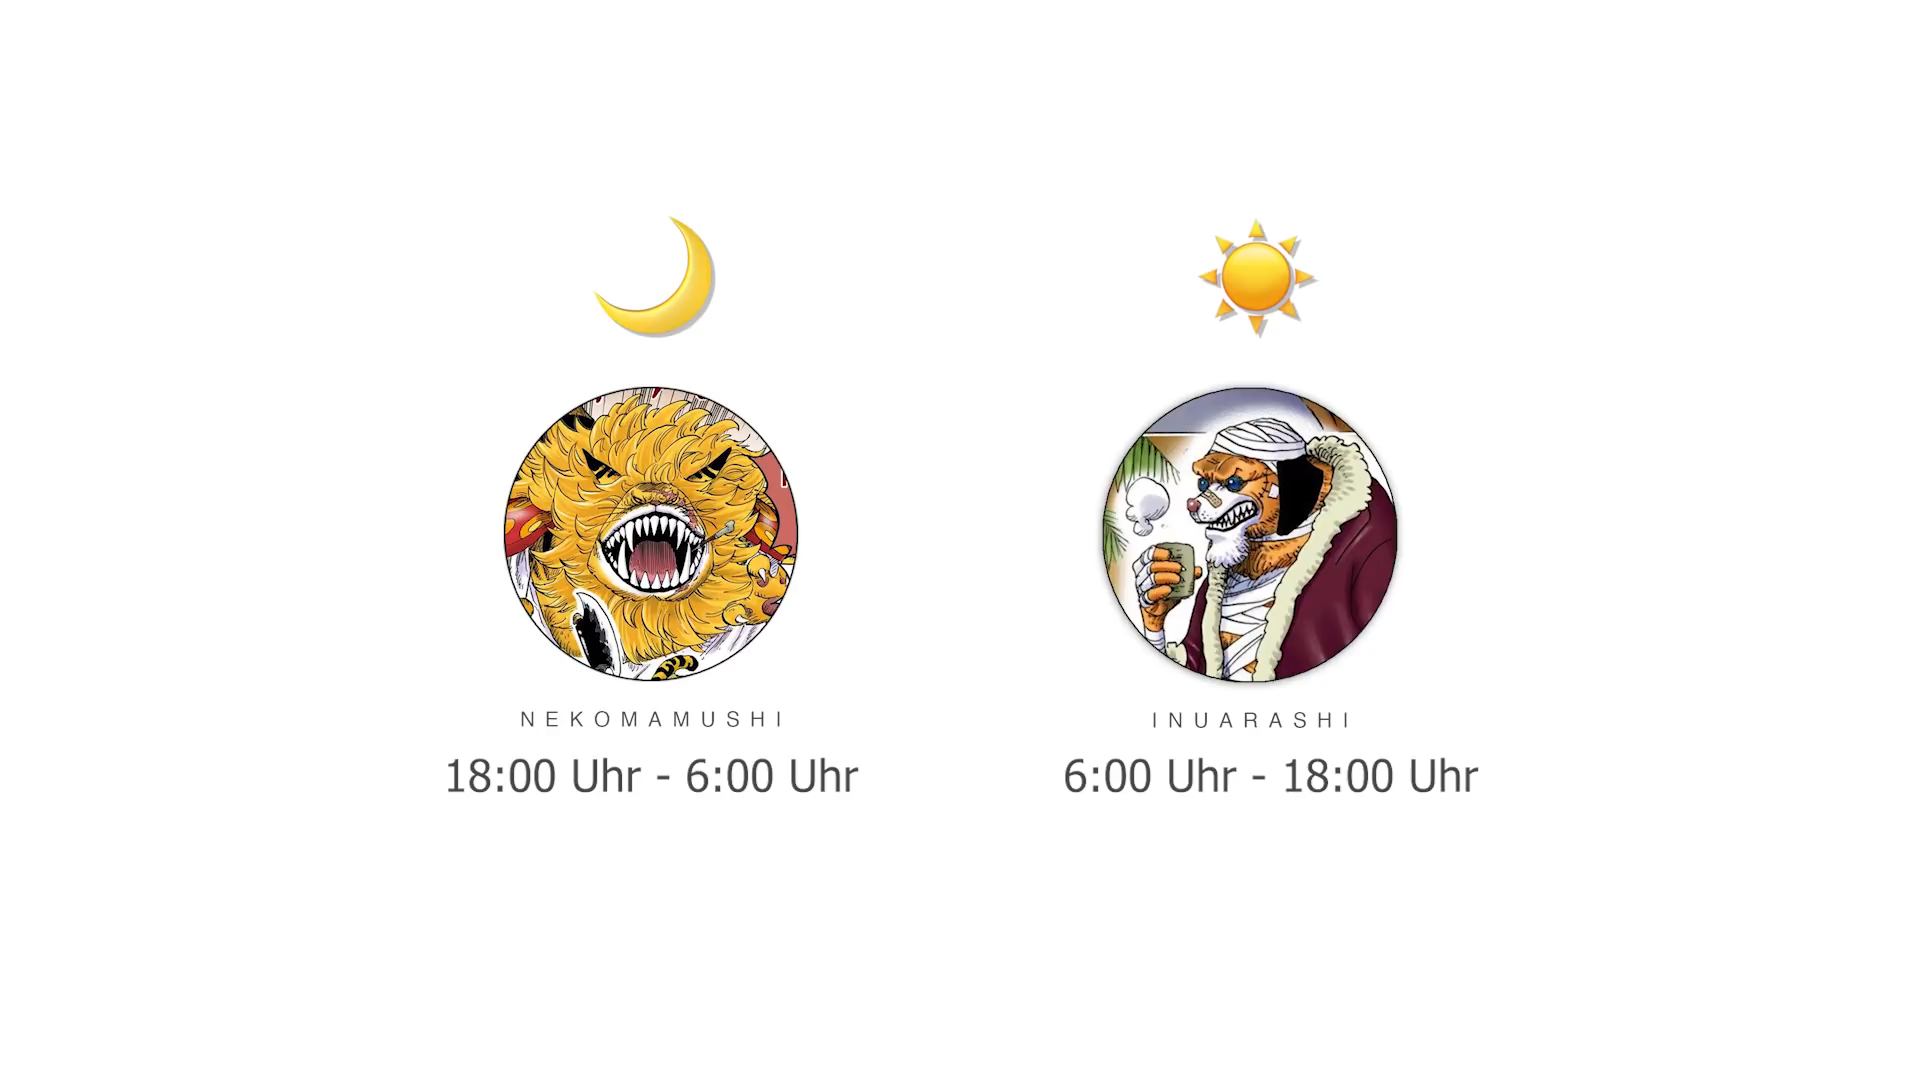 NEKOMAMUSHI
18:00 Uhr - 6:00 Uhr
INUARASHI
6:00 Uhr - 18:00 Uhr